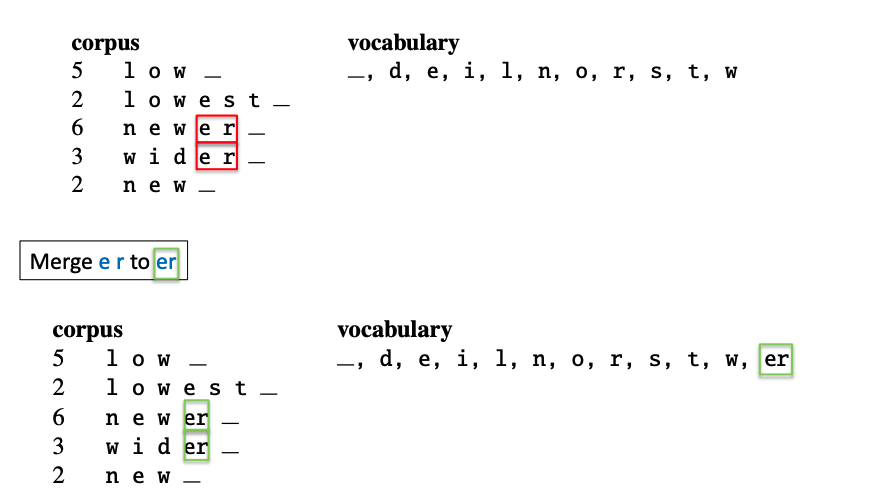 corpus vocabulary
5 l o w _ _, d, e, i, l, n, o, r, s, t, w
2 l o w e s t _
6 n e w e r _
3 w i d e r _
2 n e w _
Merge e r to er
corpus vocabulary
5 l o w _ _, d, e, i, l, n, o, r, s, t, w, er
2 l o w e s t _
6 n e w er _
3 w i d er _
2 n e w _